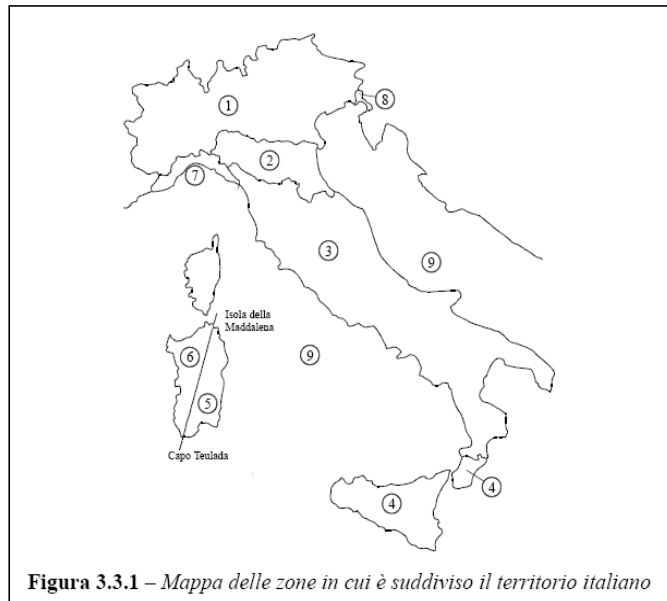 1
8
2
7
3
9
Isola della
Maddalena
6
9
5
Capo Teulada
4
4
Figura 3.3.1 – Mappa delle zone in cui è suddiviso il territorio italiano